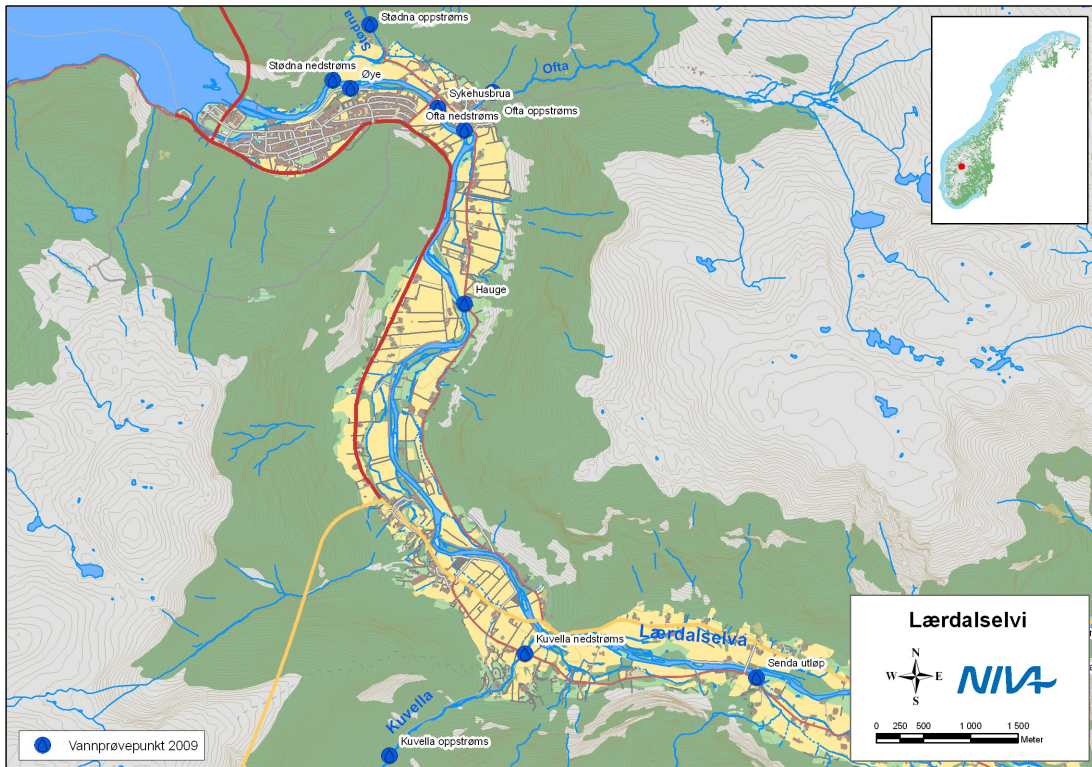 Stødna oppstrøms
Stødna
Stødna nedstrøms
Øye
Ofta
Sykehusbrua
Ofta oppstrøms
Ofta nedstrøms
Hauge
Kuvella nedstrøms
Lærdalselva
Senda utløp
Kuvella
Kuvella oppstrøms
Vannprøvepunkt 2009
Lærdalselvi
N
W E
S
NIVA
0 250 500 1 000 1 500
Meter